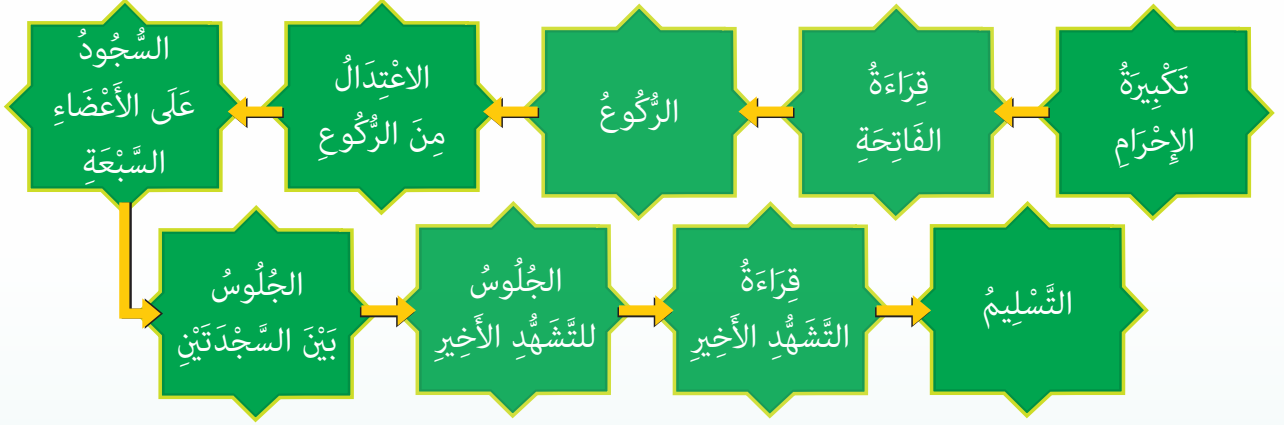 تَكْبِيرَةُ
الإِحْرَامِ
قِرَاءَةُ
الفَاتِحَةِ
الرُّكُوعُ
الاعْتِدَالُ
مِنَ الرُّكُوعِ
السُّجُودُ
عَلَى الأَعْضَاءِ
السَّبْعَةِ
الجُلُوسُ
بَيْنَ السَّجْدَتَيْنِ
الجُلُوسُ
للتَّشَهُّدِ الأَخِيرِ
قِرَاءَةُ
التَّشَهُّدِ الأَخِيرِ
التَّسْلِيمُ